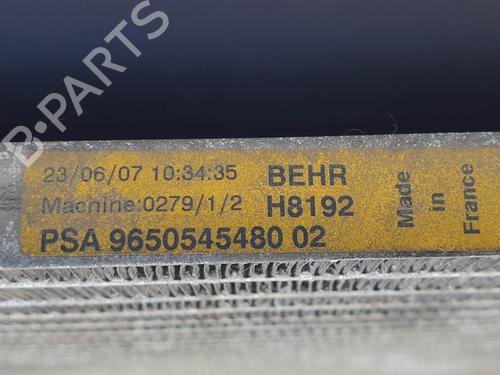 B-PARTS
23/06/07 10:34:35 BEHR
Machine:0279/1/2 H8192
PSA 9650545480 02
Made
in
France